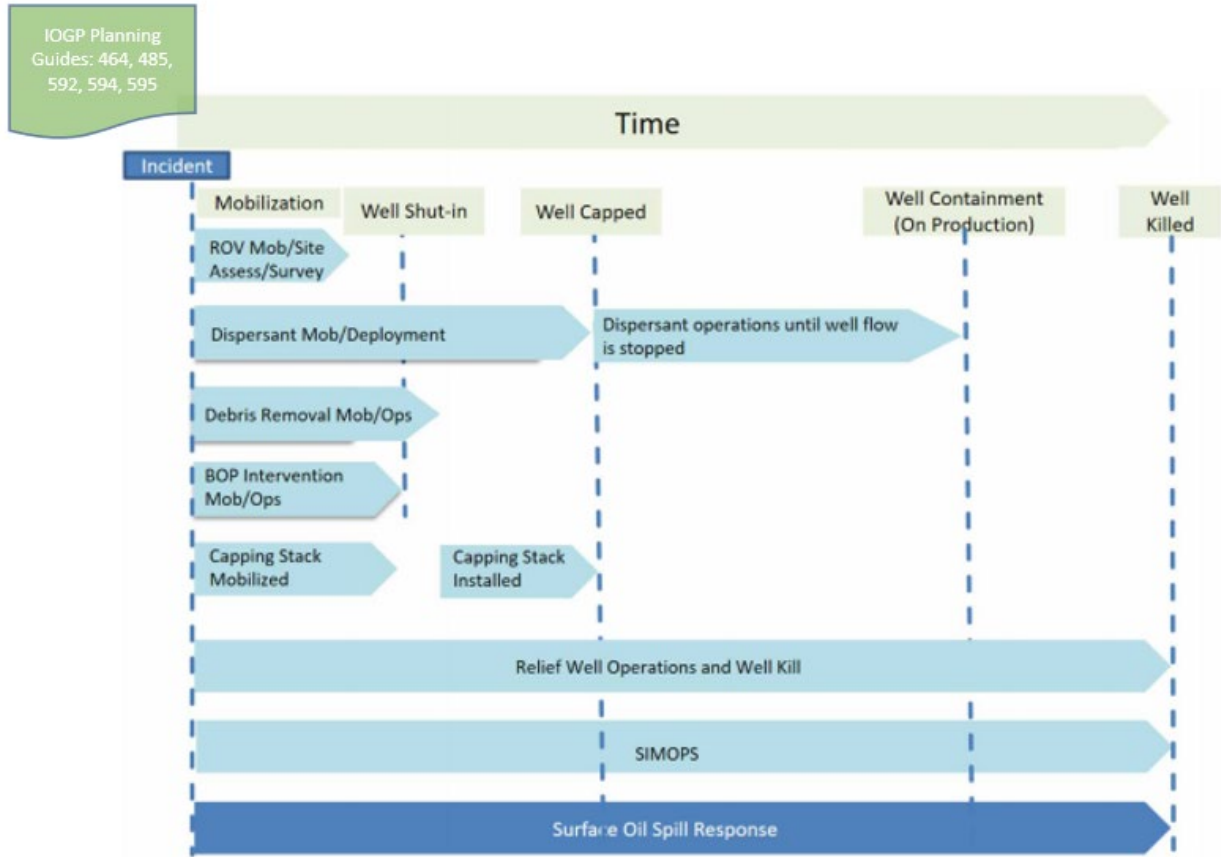 IOGP Planning
Guides: 464, 485,
592, 594, 595
Time
Incident
Mobilization
Well Shut-in
Well Capped
Well Containment
(On Production)
Well
Killed
ROV Mob/Site
Assess/Survey
Dispersant Mob/Deployment
Dispersant operations until well flow
is stopped
Debris Removal Mob/Ops
BOP Intervention
Mob/Ops
Capping Stack
Mobilized
Capping Stack
Installed
Relief Well Operations and Well Kill
SIMOPS
Surface Oil Spill Response